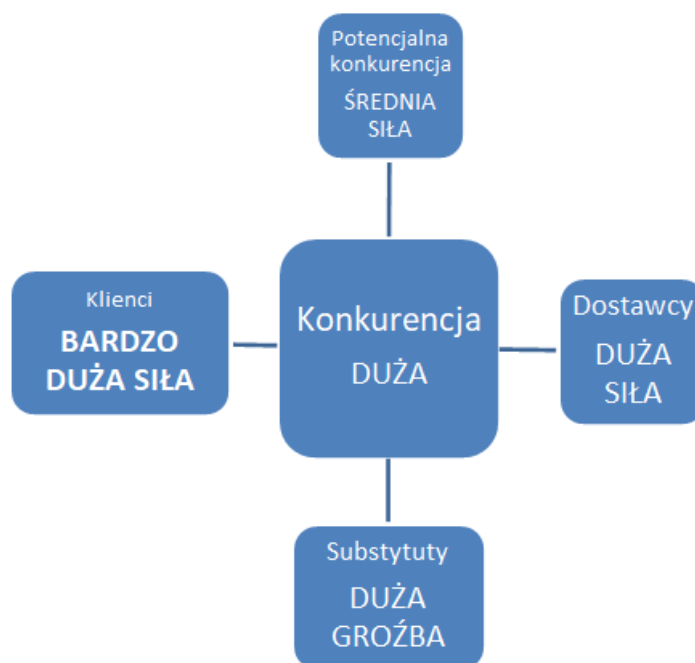 Potencjalna
konkurencja
ŚREDNIA
SIŁA
Klienci
BARDZO
DUŻA SIŁA
Konkurencja
DUŻA
Dostawcy
DUŻA
SIŁA
Substytuty
DUŻA
GROŹBA